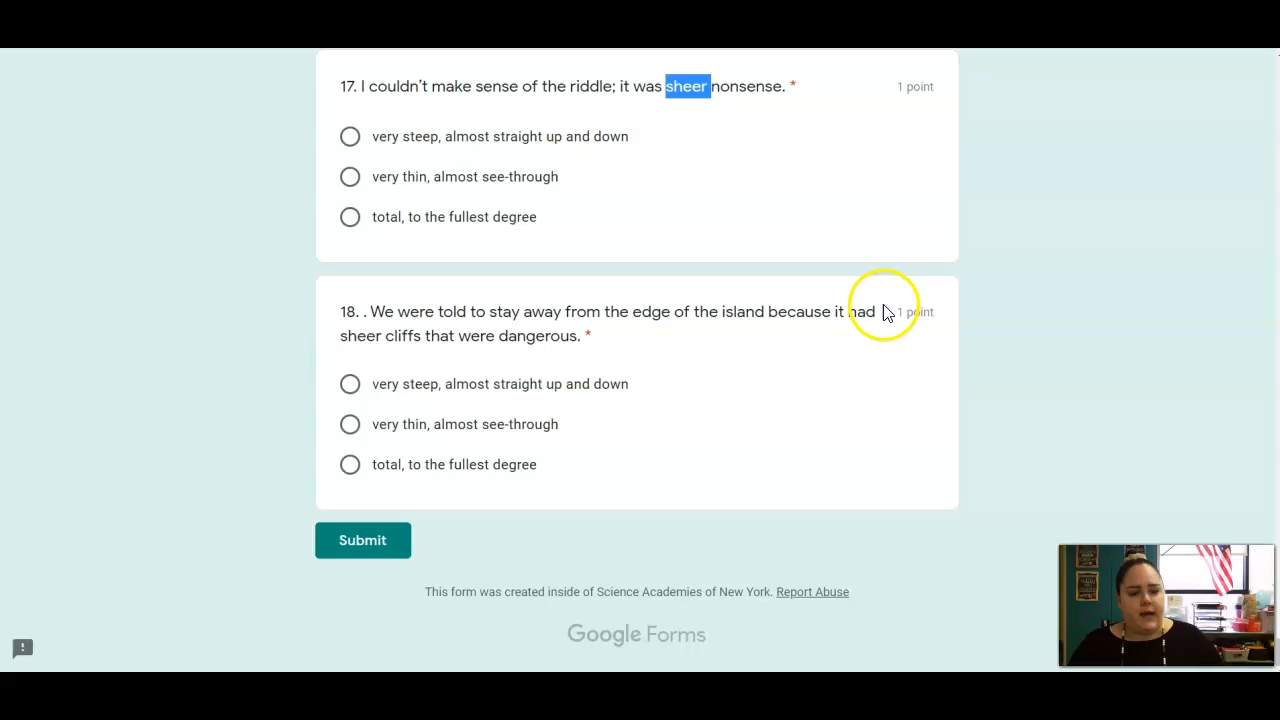 17. I couldn't make sense of the riddle; it was sheer nonsense. * 1 point
very steep, almost straight up and down
very thin, almost see-through
total, to the fullest degree
18. . We were told to stay away from the edge of the island because it had 1 point
sheer cliffs that were dangerous. *
very steep, almost straight up and down
very thin, almost see-through
total, to the fullest degree
Submit
This form was created inside of Science Academies of New York. Report Abuse
Google Forms